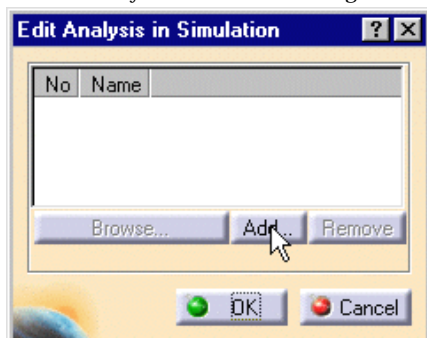 Edit Analysis in Simulation
No Name
Browse... Add... Remove
OK Cancel